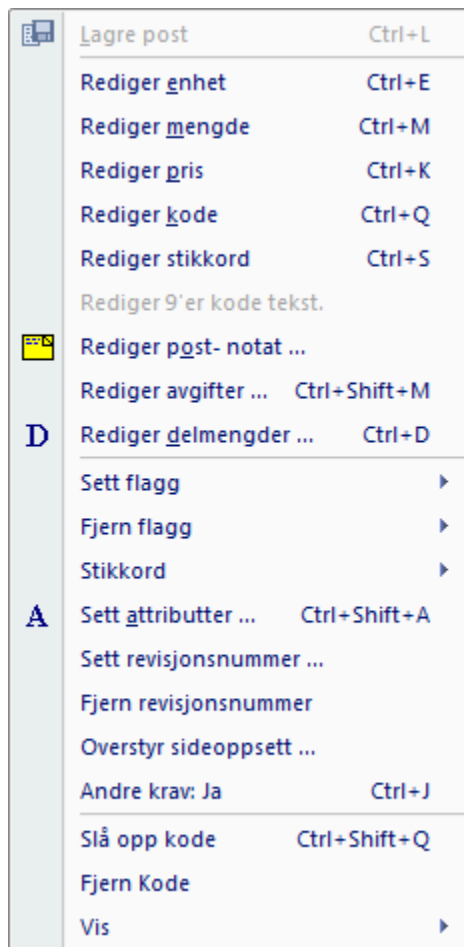 Lagre post Ctrl+L
Rediger enhet Ctrl+E
Rediger mengde Ctrl+M
Rediger pris Ctrl+K
Rediger kode Ctrl+Q
Rediger stikkord Ctrl+S
Rediger 9'er kode tekst.
Rediger post- notat ...
Rediger avgifter ... Ctrl+Shift+M
D Rediger delmengder ... Ctrl+D
Sett flagg
Fjern flagg
Stikkord
A Sett attributter ... Ctrl+Shift+A
Sett revisjonsnummer ...
Fjern revisjonsnummer
Overstyr sideoppsett ...
Andre krav: Ja Ctrl+J
Slå opp kode Ctrl+Shift+Q
Fjern Kode
Vis